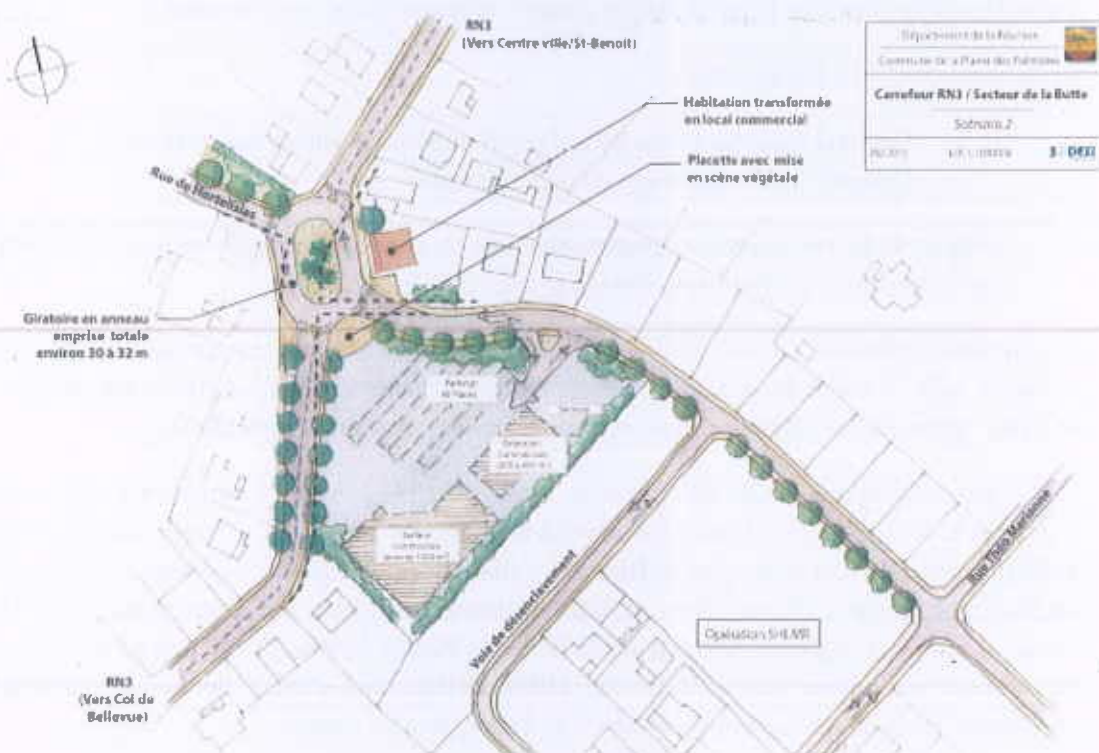 RN3
(Vers Centre ville/St-Benoit)
Département de la Réunion
Commune de la Plaine des Palmistes
Carrefour RN3 / Secteur de la Butte
Scénario 2
Habitation transformée
en local commercial
Placette avec mise
en scène végétale
Rue de Hortensias
Giratoire en anneau
emprise totale
environ 30 à 32 m
Parking
Surface
commerciale
Voie de désenclavement
Rue Théo Marianne
Opération SHLMR
RN3
(Vers Col de
Bellevue)